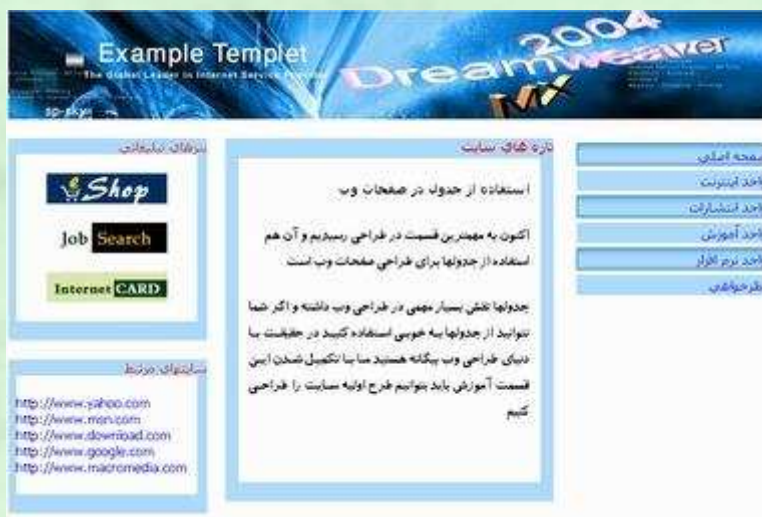 Example Templet
The Global Leader in Internet Service Provider
sp-sky
Dreamweaver
MX
2004
صفحه اصلی
واحد اینترنت
واحد انتشارات
واحد آموزش
واحد نرم افزار
نظرخواهی
تازه های سایت
استفاده از جدول در صفحات وب
اکنون به مهمترین قسمت در طراحی رسیدیم و آن هم
استفاده از جدولها برای طراحی صفحات وب است
جدولها نقش بسیار مهمی در طراحی وب داشته و اگر شما
نتوانید از جدولها به خوبی استفاده کنید در حقیقت با
دنیای طراحی وب بیگانه هستید ما با تکمیل شدن این
قسمت آموزش باید بتوانیم طرح اولیه سایت را طراحی
کنیم
بنرهای تبلیغاتی
Shop
Job Search
Internet CARD
سایتهای مرتبط
http://www.yahoo.com
http://www.msn.com
http://www.download.com
http://www.google.com
http://www.macromedia.com